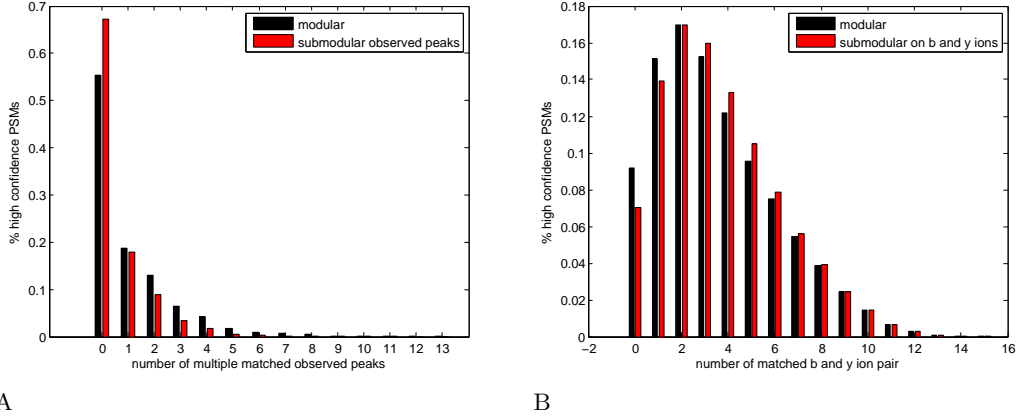 0.7
0.6
0.5
0.4
0.3
0.2
0.1
0
% high confidence PSMs
modular
submodular observed peaks
0 1 2 3 4 5 6 7 8 9 10 11 12 13
number of multiple matched observed peaks
A
0.18
0.16
0.14
0.12
0.1
0.08
0.06
0.04
0.02
0
% high confidence PSMs
modular
submodular on b and y ions
−2 0 2 4 6 8 10 12 14 16
number of matched b and y ion pair
B